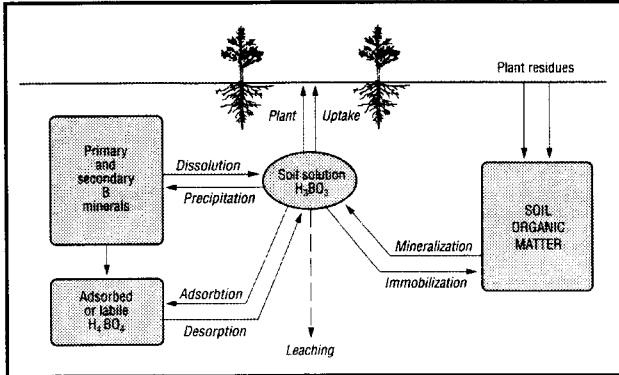 Plant residues
Plant Uptake
Primary
and
secondary
B
minerals
Dissolution
Precipitation
Soil solution
H₃BO₃
SOIL
ORGANIC
MATTER
Mineralization
Immobilization
Adsorbed
or labile
H₄BO₄
Adsorbtion
Desorption
Leaching